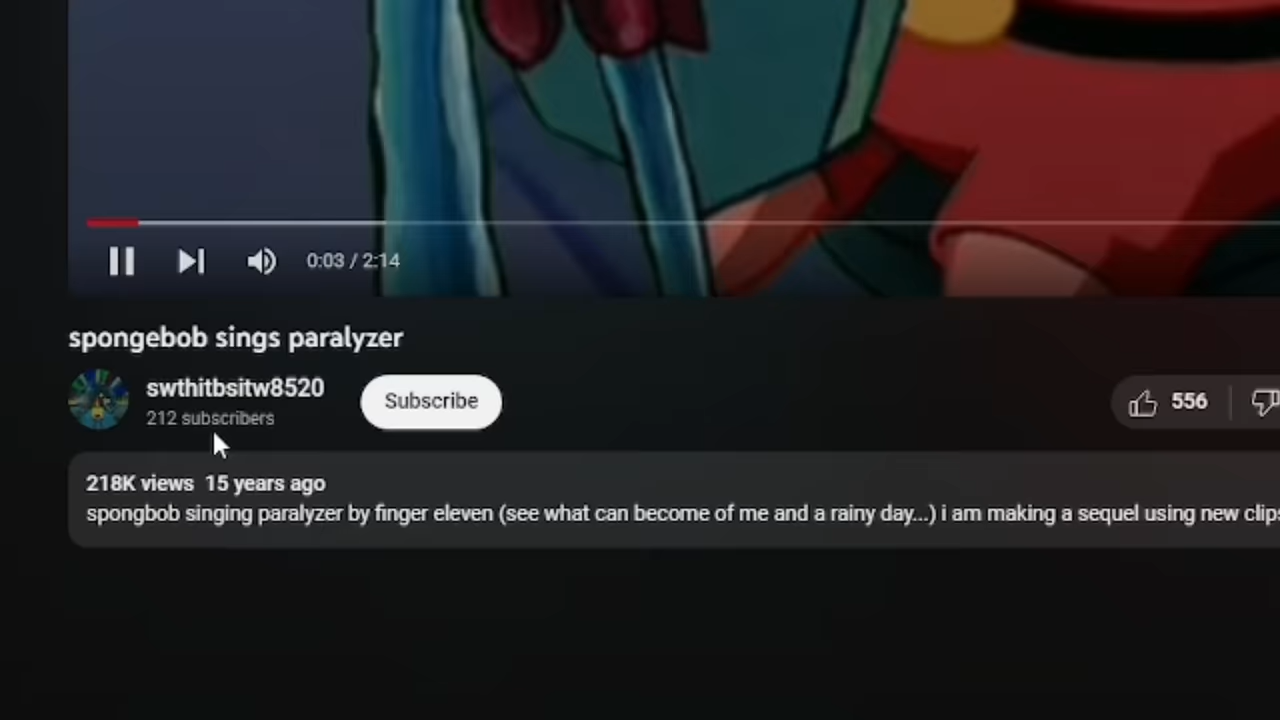 0:03 / 2:14
spongebob sings paralyzer
swthitbsitw8520
212 subscribers
Subscribe
556
218K views 15 years ago
spongbob singing paralyzer by finger eleven (see what can become of me and a rainy day...) i am making a sequel using new clips